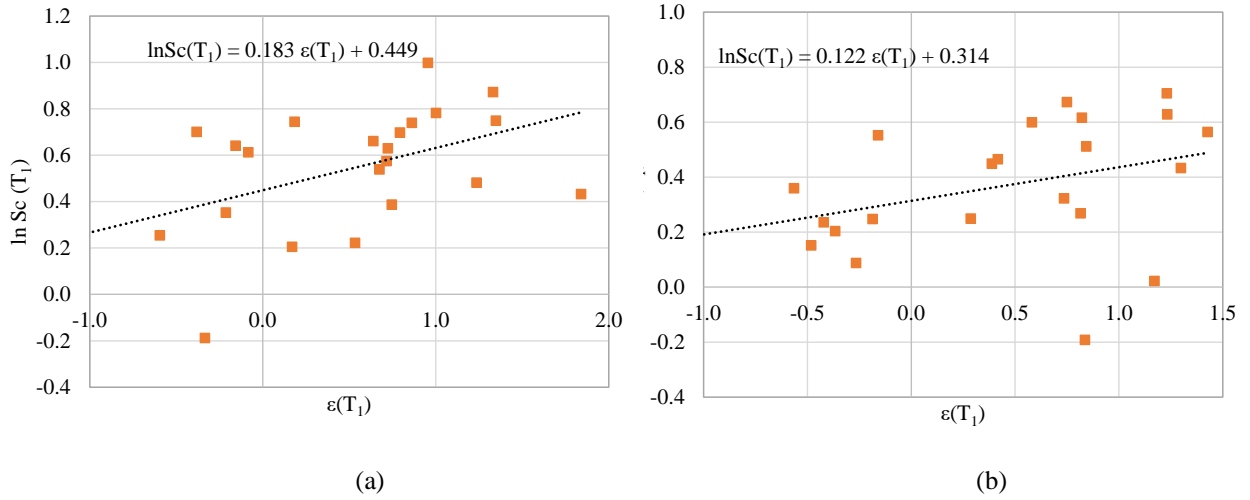 1.2
1.0
0.8
0.6
0.4
0.2
0.0
-0.2
-0.4
ln Sc (T₁)
lnSc(T₁) = 0.183 ε(T₁) + 0.449
-1.0 0.0 1.0 2.0
ε(T₁)
(a)
1.0
0.8
0.6
0.4
0.2
0.0
-0.2
-0.4
lnSc(T₁) = 0.122 ε(T₁) + 0.314
-1.0 -0.5 0.0 0.5 1.0 1.5
ε(T₁)
(b)